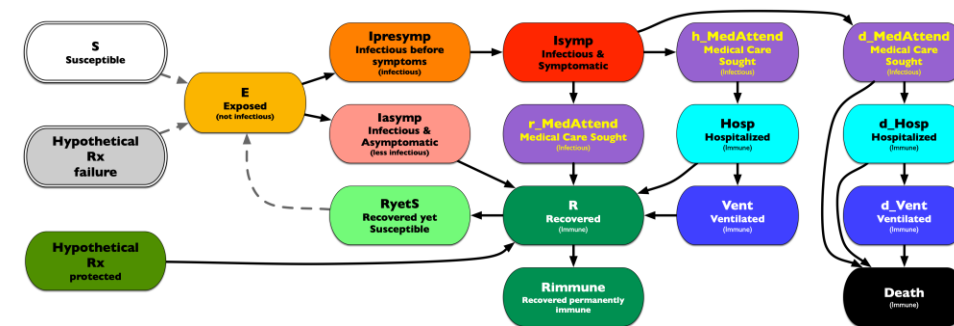 S
Susceptible
Hypothetical
Rx
failure
Hypothetical
Rx
protected
E
Exposed
(not infectious)
Ipresymp
Infectious before
symptoms
(infectious)
Iasymp
Infectious &
Asymptomatic
(less infectious)
RyetS
Recovered yet
Susceptible
Isymp
Infectious &
Symptomatic
r_MedAttend
Medical Care Sought
(Infectious)
R
Recovered
(Immune)
Rimmune
Recovered permanently
immune
h_MedAttend
Medical Care
Sought
(Infectious)
Hosp
Hospitalized
(Immune)
Vent
Ventilated
(Immune)
d_MedAttend
Medical Care
Sought
(Infectious)
d_Hosp
Hospitalized
(Immune)
d_Vent
Ventilated
(Immune)
Death
(Immune)